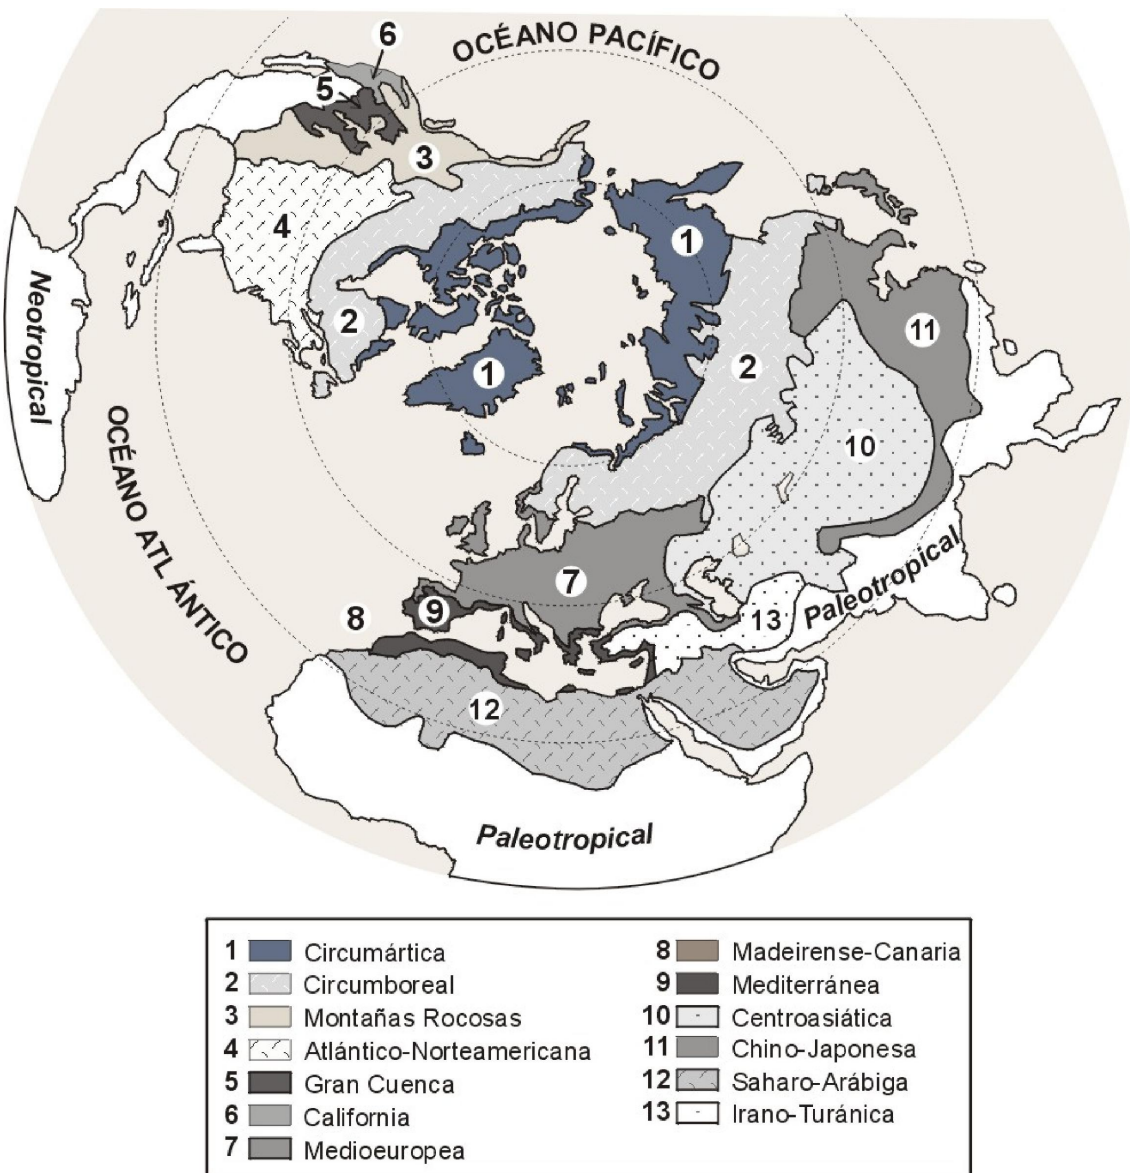 OCÉANO PACÍFICO
6
5
3
4
1
2
11
1
2
Neotropical
10
OCÉANO ATL ÁNTICO
7
Paleotropical
8
9
13
12
Paleotropical
1 Circumártica
2 Circumboreal
3 Montañas Rocosas
4 Atlántico-Norteamericana
5 Gran Cuenca
6 California
7 Medioeuropea
8 Madeirense-Canaria
9 Mediterránea
10 Centroasiática
11 Chino-Japonesa
12 Saharo-Arábiga
13 Irano-Turánica